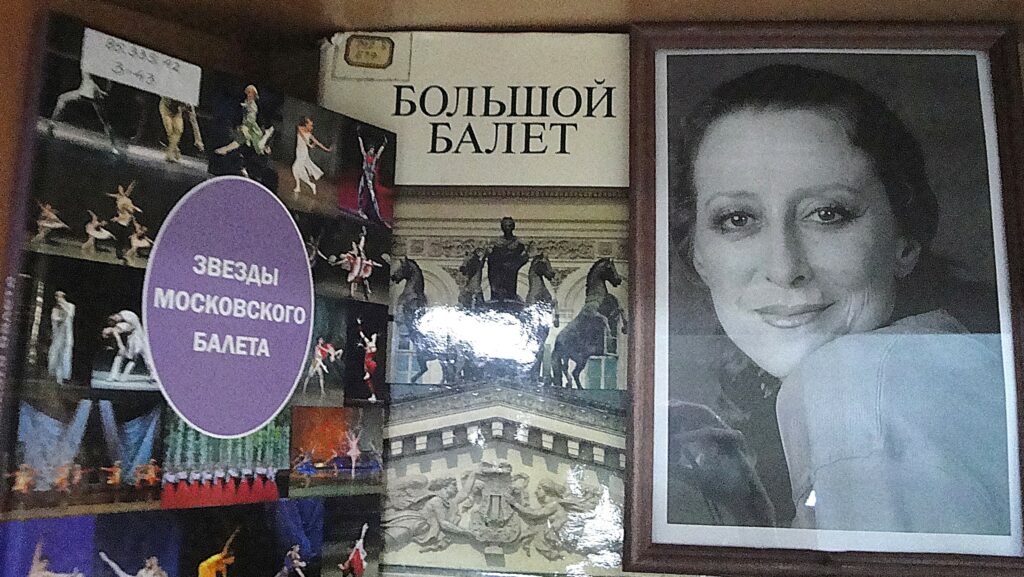 85.335.42
З-43
ЗВЕЗДЫ
МОСКОВСКОГО
БАЛЕТА
БОЛЬШОЙ
БАЛЕТ